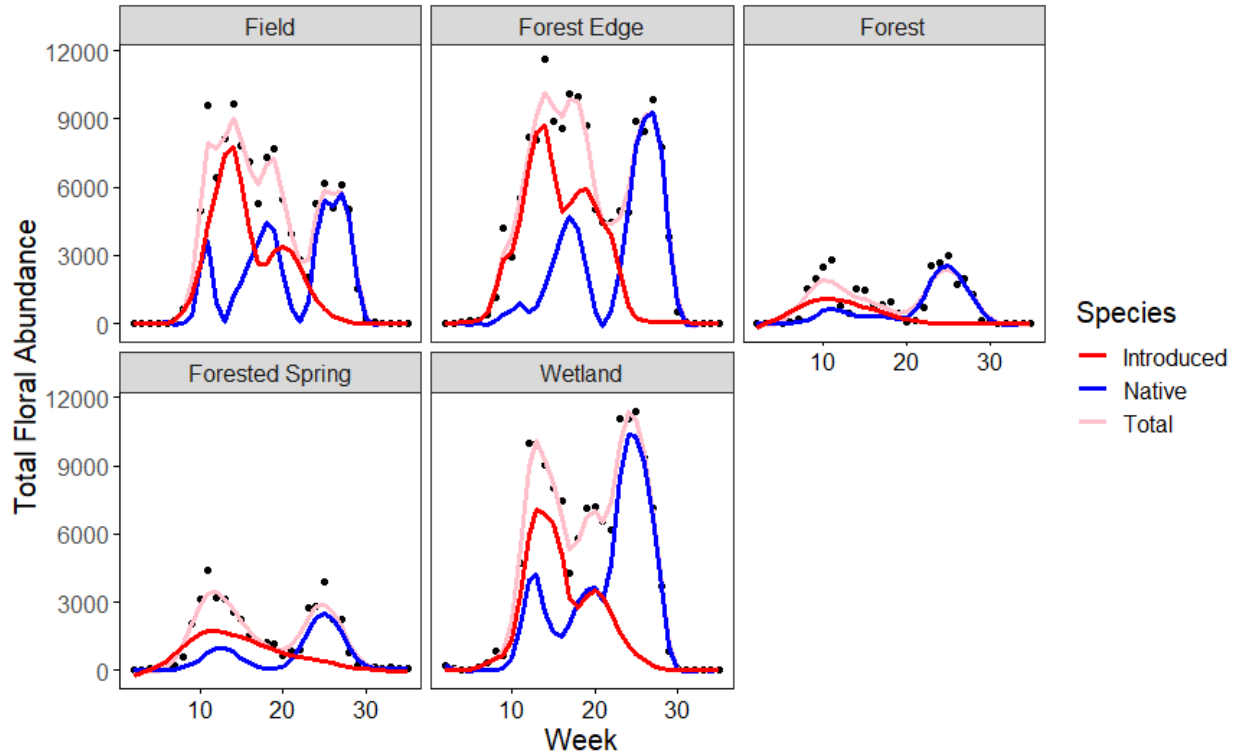 Field Forest Edge Forest
12000
9000
6000
3000
0
10 20 30
Forested Spring Wetland
12000
9000
6000
3000
0
10 20 30 10 20 30
Total Floral Abundance
Week
Species
Introduced
Native
Total